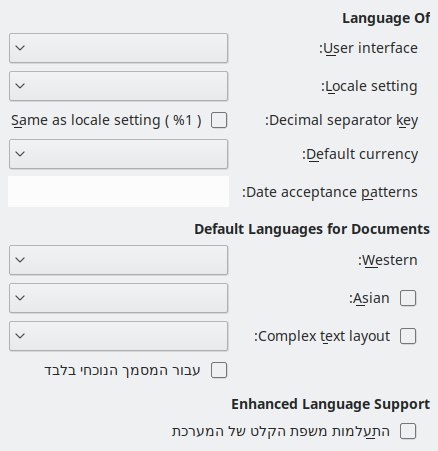 Language Of
User interface:
Locale setting:
Decimal separator key: Same as locale setting ( %1 )
Default currency:
Date acceptance patterns:
Default Languages for Documents
Western:
Asian:
Complex text layout:
עבור המסמך הנוכחי בלבד
Enhanced Language Support
התעלמות משפת הקלט של המערכת